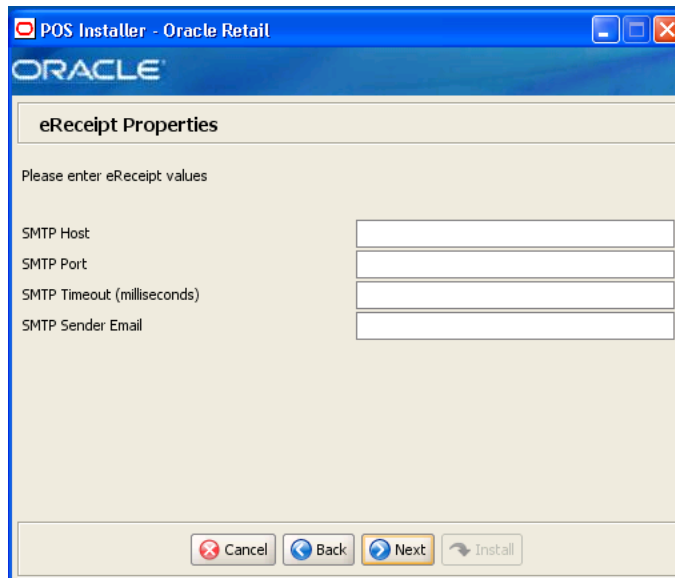 POS Installer - Oracle Retail
ORACLE
eReceipt Properties
Please enter eReceipt values
SMTP Host
SMTP Port
SMTP Timeout (milliseconds)
SMTP Sender Email
Cancel Back Next Install